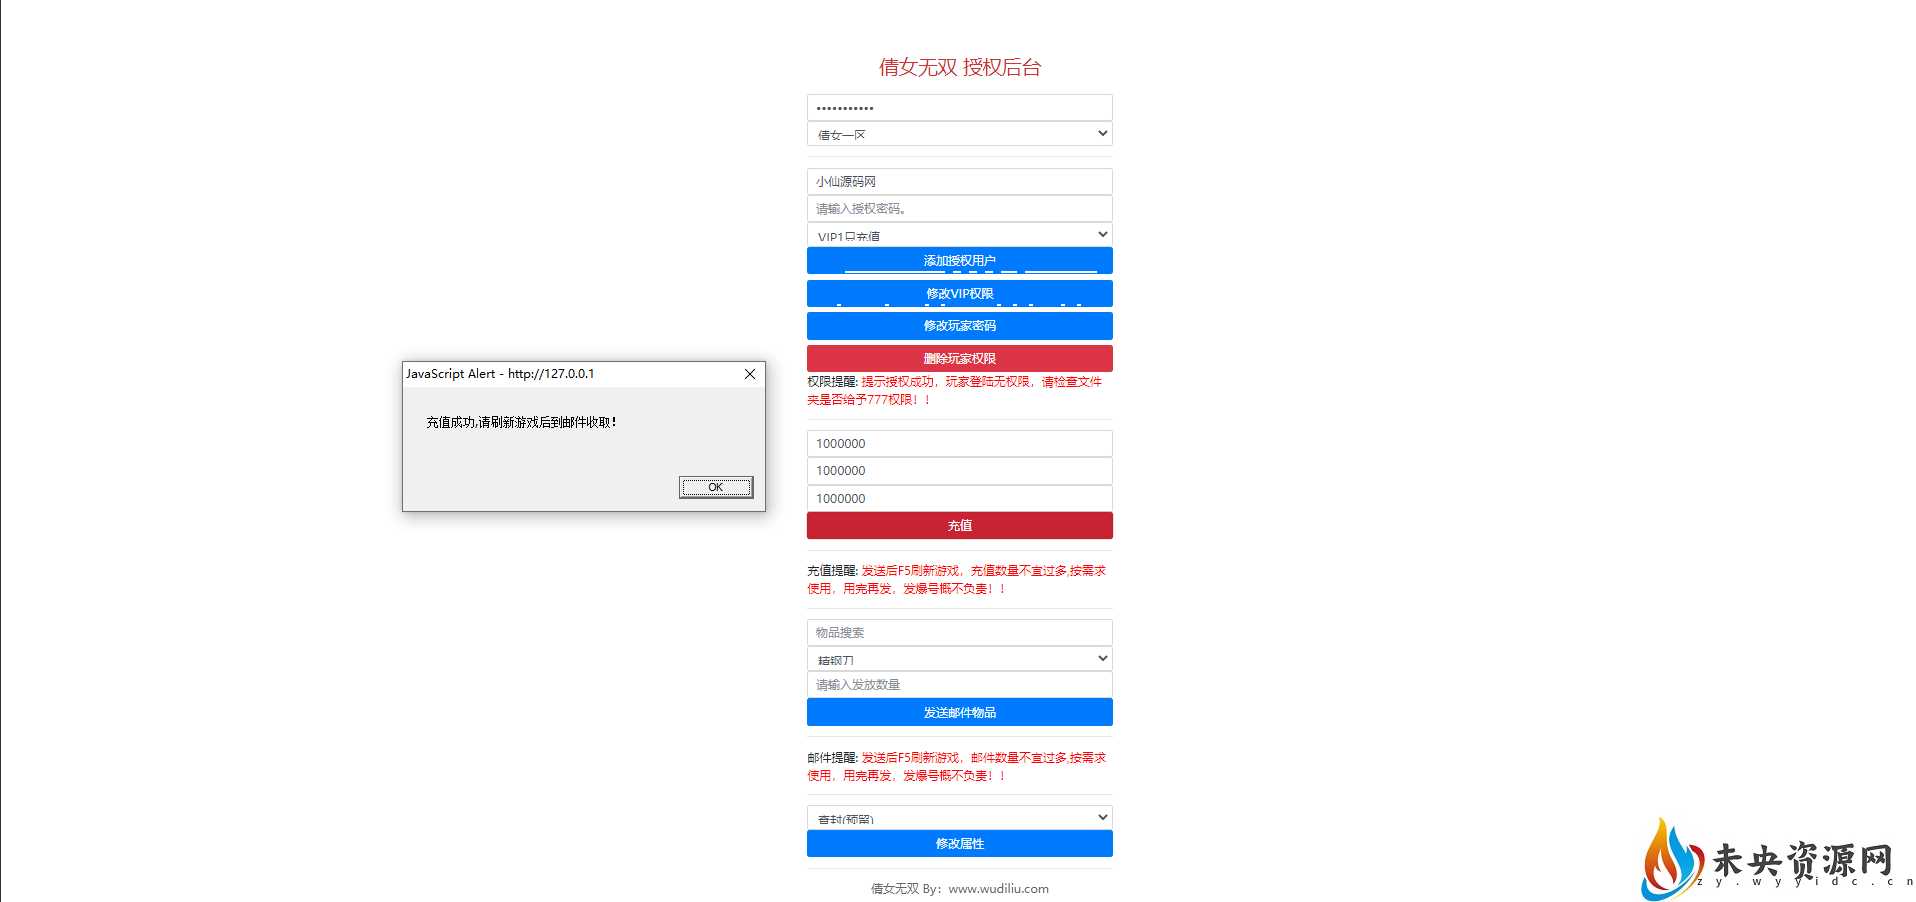 倩女无双 授权后台
•••••••••••
倩女一区
小仙源码网
请输入授权密码。
VIP1只充值
添加授权用户
修改VIP权限
修改玩家密码
删除玩家权限
权限提醒: 提示授权成功，玩家登陆无权限，请检查文件
夹是否给予777权限！！
JavaScript Alert - http://127.0.0.1
充值成功,请刷新游戏后到邮件收取！
OK
1000000
1000000
1000000
充值
充值提醒: 发送后F5刷新游戏，充值数量不宜过多,按需求
使用，用完再发，发爆号概不负责！！
物品搜索
精钢刀
请输入发放数量
发送邮件物品
邮件提醒: 发送后F5刷新游戏，邮件数量不宜过多,按需求
使用，用完再发，发爆号概不负责！！
查封(预留)
修改属性
倩女无双 By：www.wudiliu.com
未央资源网
zy.wyyidc.cn